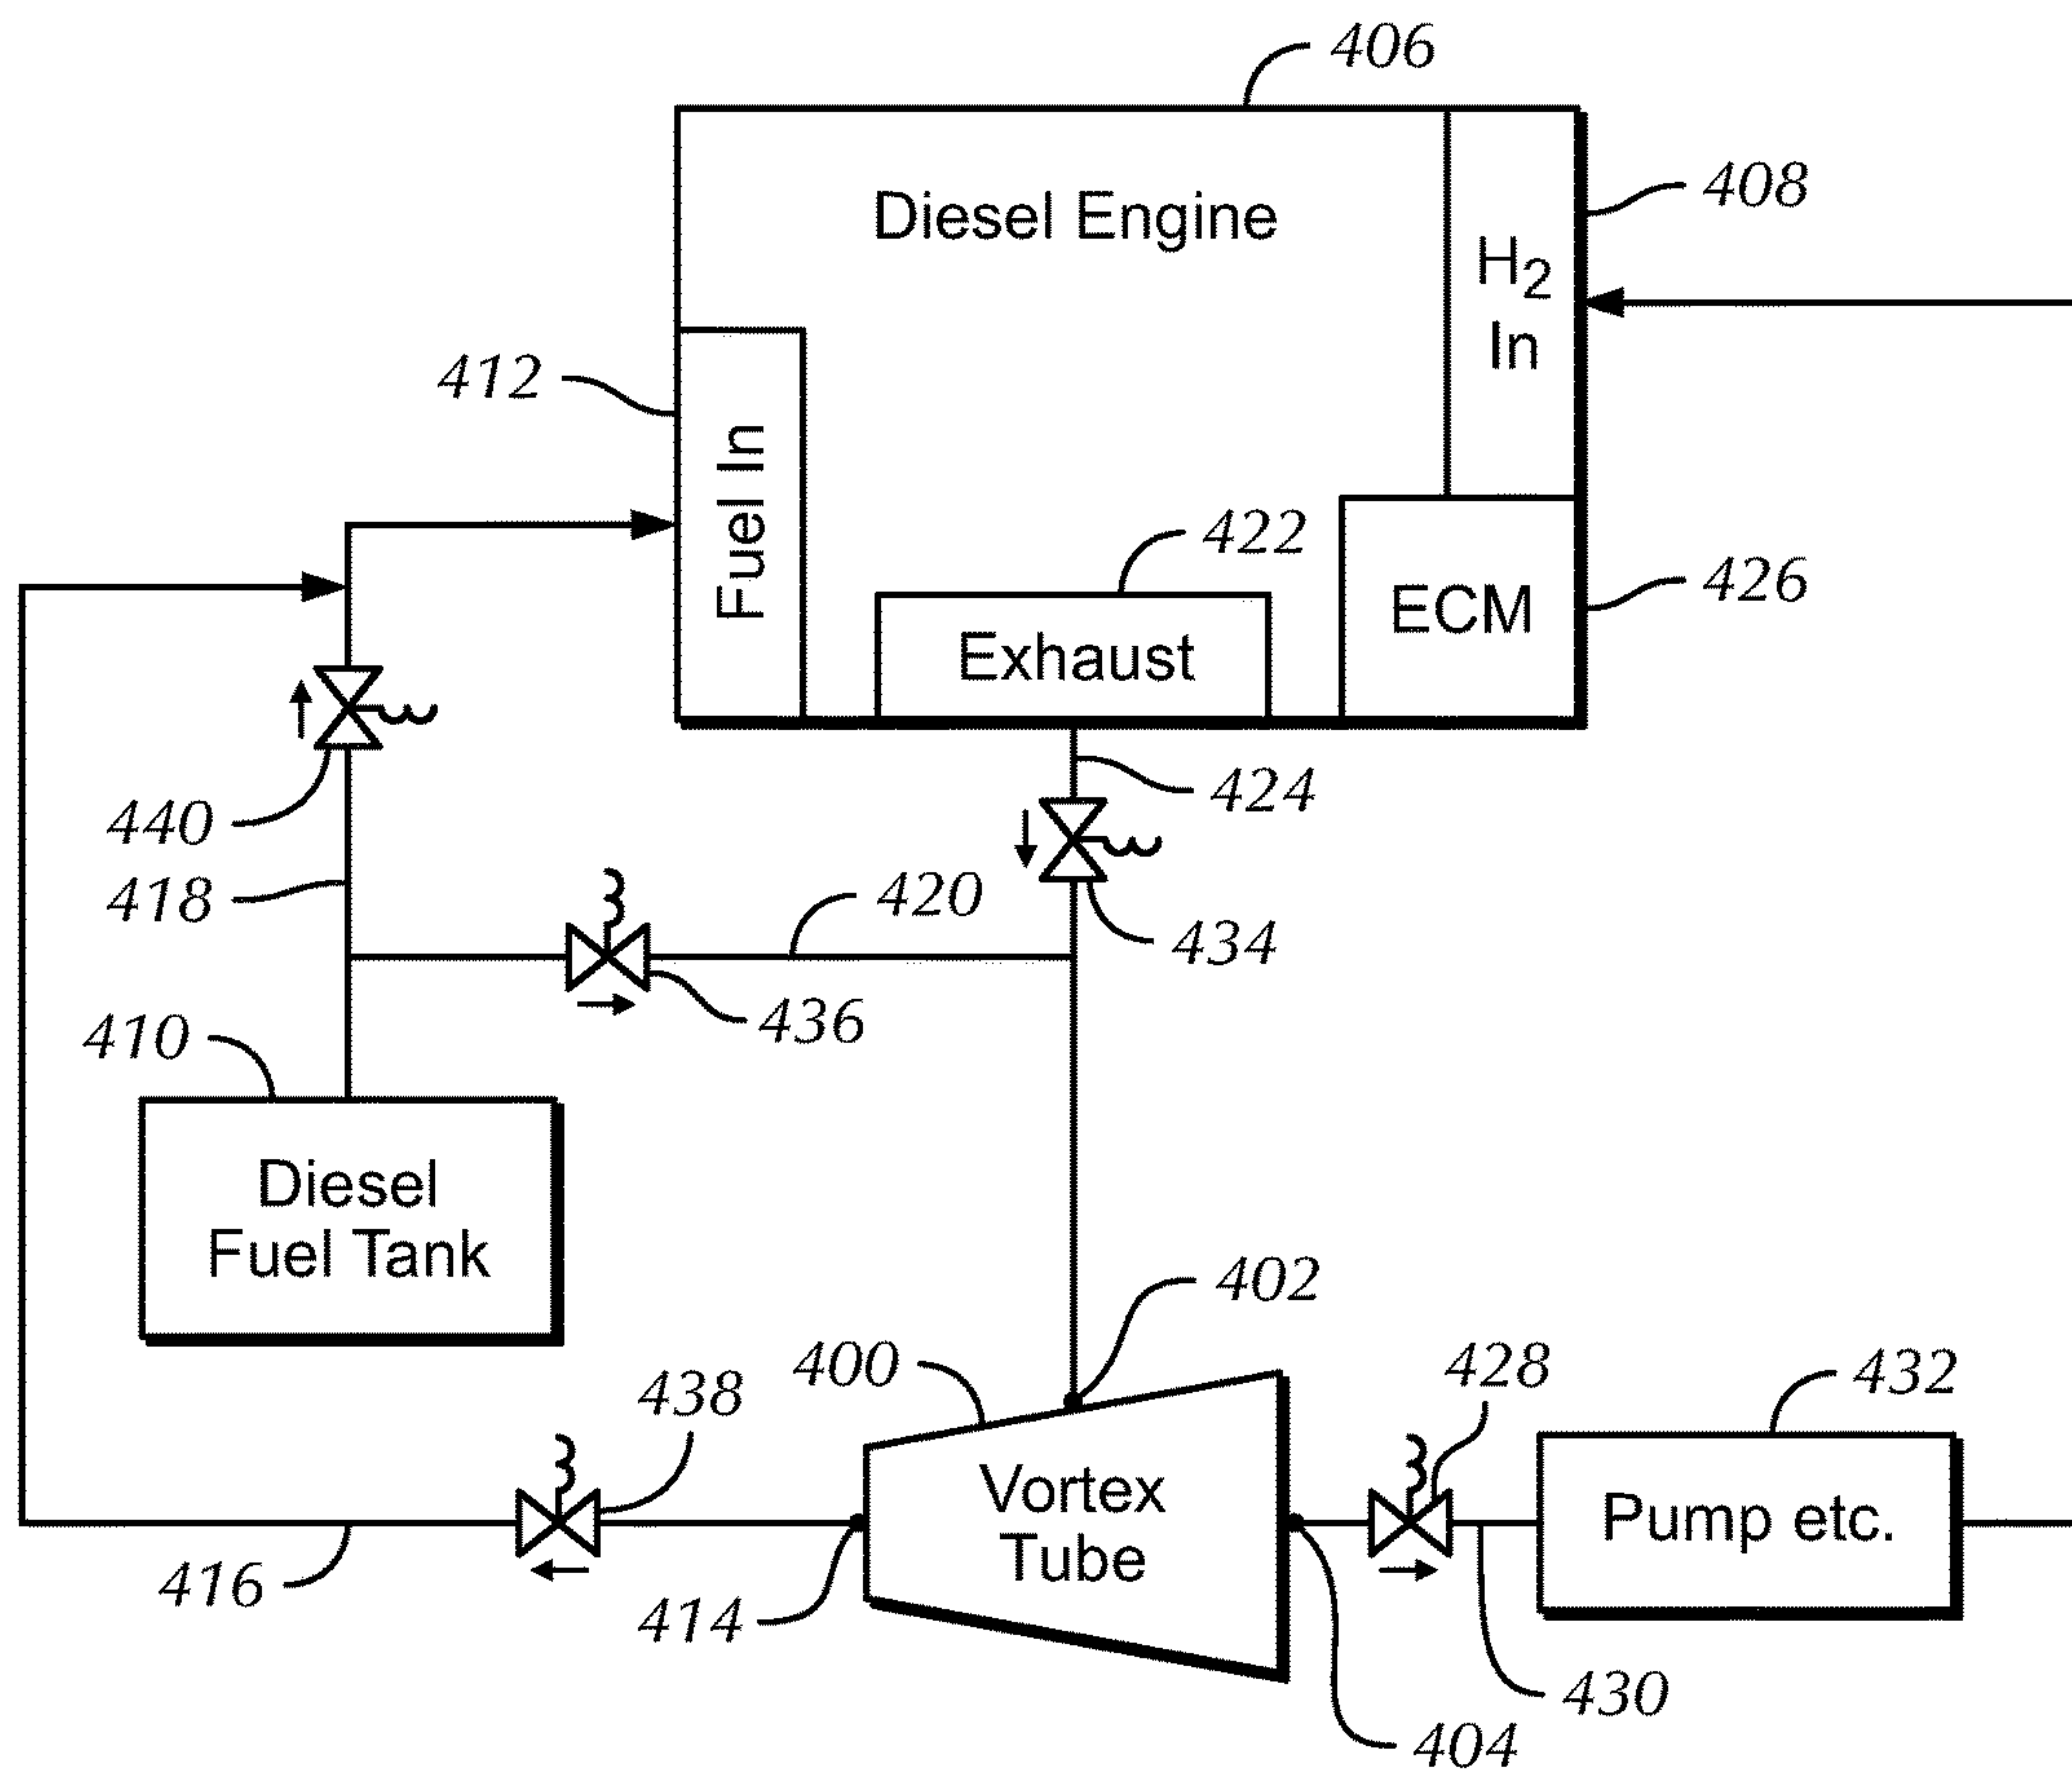 406
Diesel Engine
408
H2
In
412
Fuel In
422
Exhaust
ECM
426
424
440
418
420
434
436
410
Diesel
Fuel Tank
402
400
438
428
432
Vortex
Tube
Pump etc.
416
414
430
404